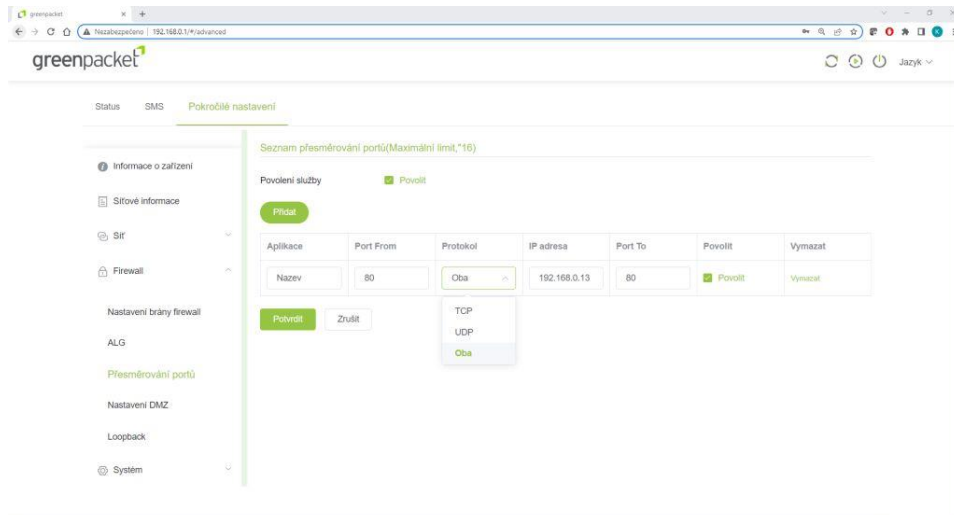 greenpacket
Nezabezpečeno | 192.168.0.1/#/advanced
greenpacket
Jazyk
Status SMS Pokročilé nastavení
Seznam přesměrování portů(Maximální limit,"16)
Informace o zařízení
Povolení služby Povolit
Síťové informace
Přidat
Síť
Aplikace Port From Protokol IP adresa Port To Povolit Vymazat
Firewall
Nazev 80 Oba 192.168.0.13 80 Povolit Vymazat
Nastavení brány firewall
Potvrdit Zrušit
TCP
UDP
Oba
ALG
Přesměrování portů
Nastavení DMZ
Loopback
Systém